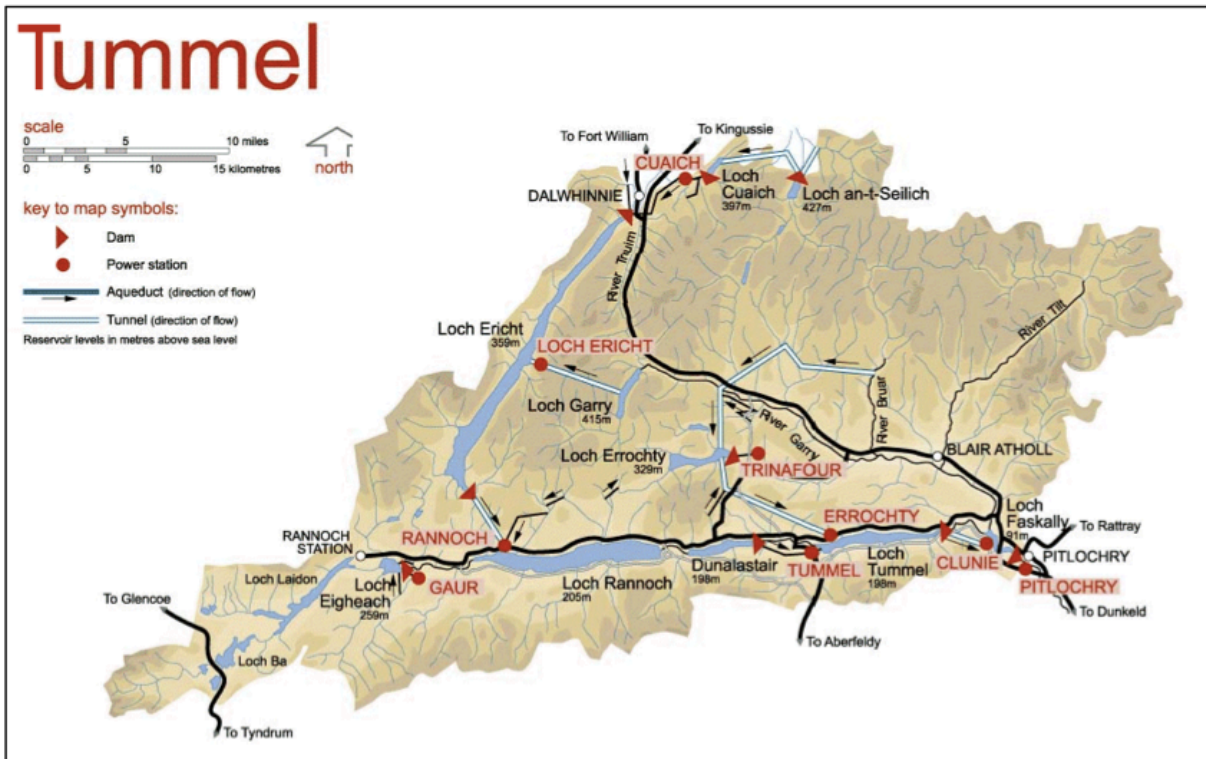 Tummel
scale
0 5 10 miles
0 5 10 15 kilometres
north
key to map symbols:
Dam
Power station
Aqueduct (direction of flow)
Tunnel (direction of flow)
Reservoir levels in metres above sea level
To Fort William
To Kingussie
CUAICH
DALWHINNIE
Loch
Cuaich
397m
Loch an-t-Seilich
427m
River Truim
River Tilt
Loch Ericht
359m
LOCH ERICHT
Loch Garry
415m
River Garry
River Bruar
BLAIR ATHOLL
Loch Errochty
329m
TRINAFOUR
ERROCHTY
Loch
Faskally
91m
To Rattray
RANNOCH
STATION
RANNOCH
PITLOCHRY
Loch Laidon
Loch
Eigheach
259m
GAUR
Loch Rannoch
205m
Dunalastair
198m
TUMMEL
Loch
Tummel
198m
CLUNIE
PITLOCHRY
To Glencoe
To Dunkeld
To Aberfeldy
Loch Ba
To Tyndrum